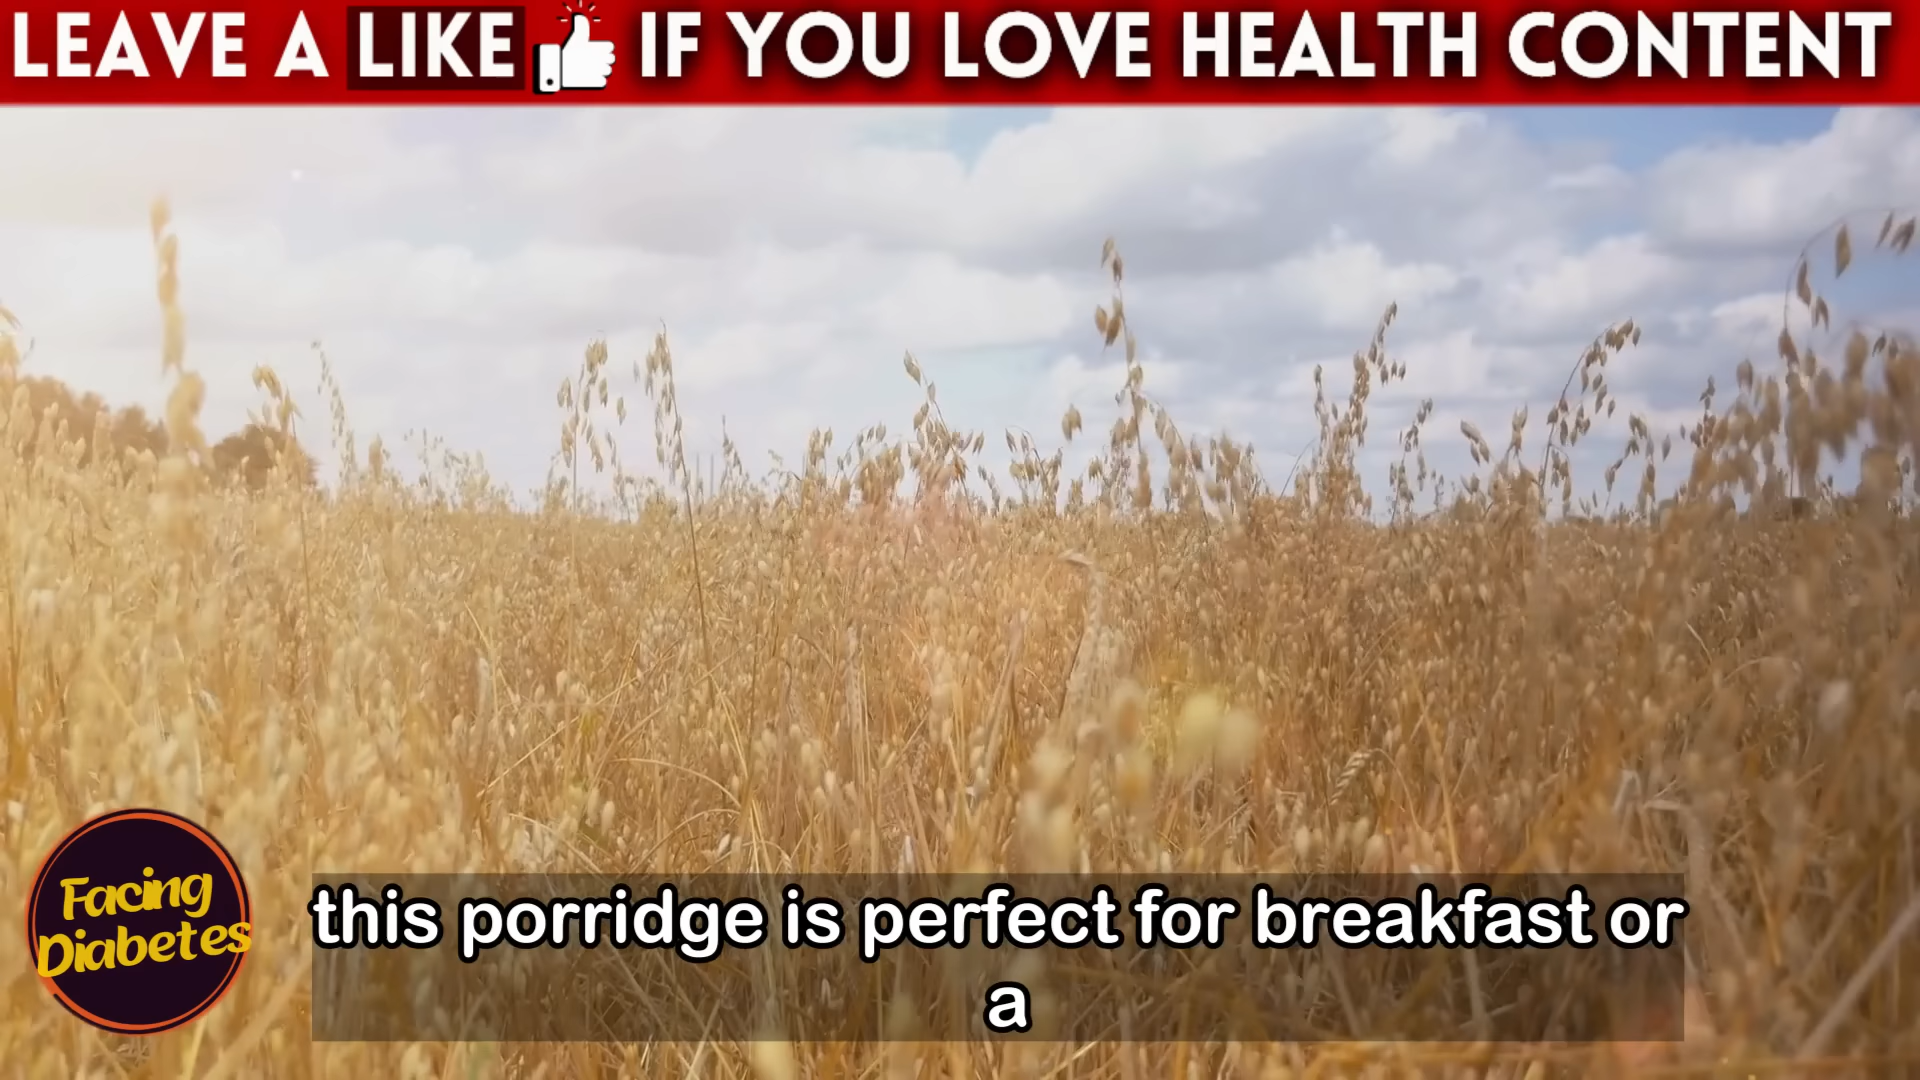 LEAVE A LIKE IF YOU LOVE HEALTH CONTENT
Facing
Diabetes
this porridge is perfect for breakfast or
a